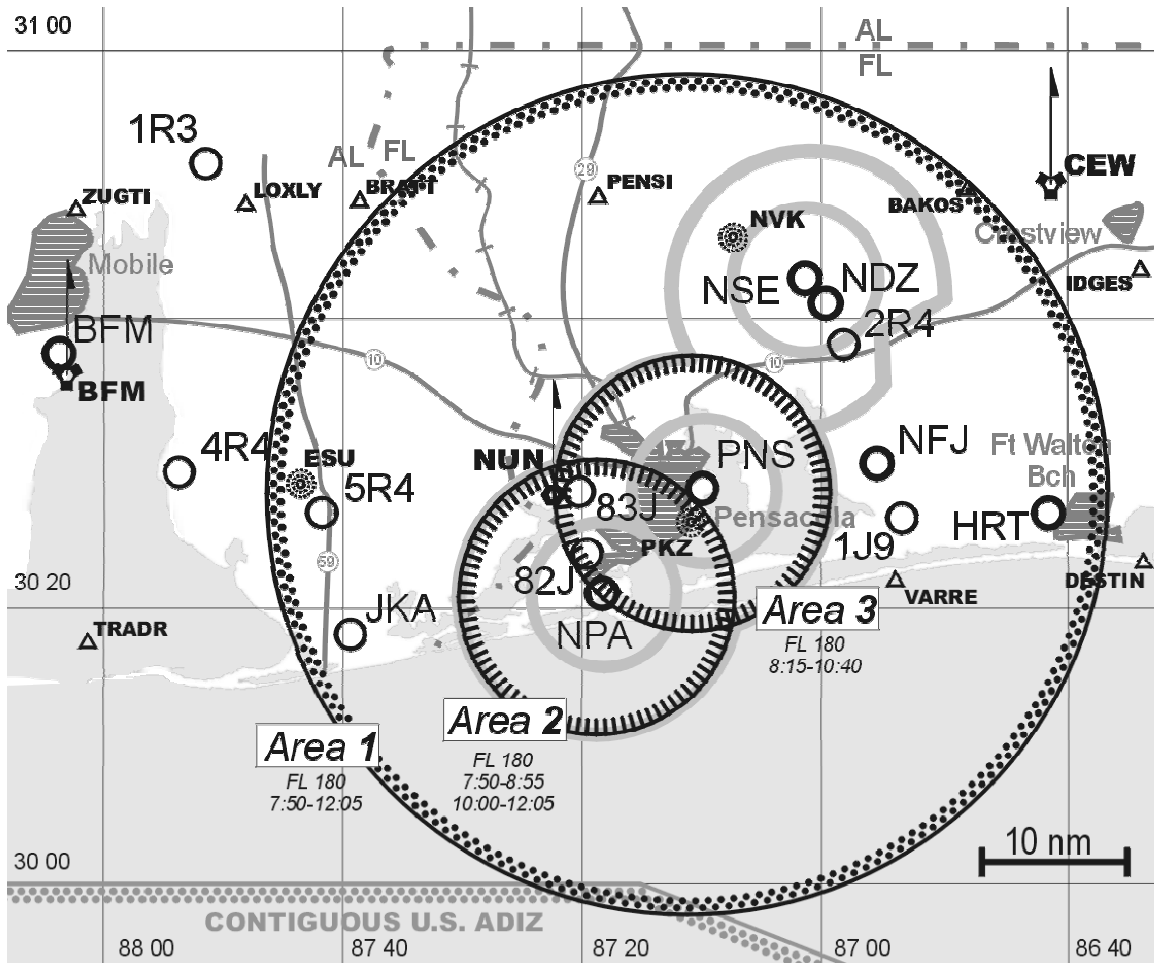 31 00
AL
FL
1R3
AL FL
29
PENSI
CEW
ZUGTI
LOXLY
BRATT
BAKOS
NVK
Crestview
Mobile
NSE
NDZ
IDGES
BFM
2R4
10
10
BFM
4R4
ESU
NUN
PNS
NFJ
Ft Walton
Bch
5R4
83J
Pensacola
HRT
1J9
PKZ
59
30 20
82J
DESTIN
VARRE
JKA
NPA
Area 3
FL 180
8:15-10:40
TRADR
Area 2
FL 180
7:50-8:55
10:00-12:05
Area 1
FL 180
7:50-12:05
10 nm
30 00
CONTIGUOUS U.S. ADIZ
88 00
87 40
87 20
87 00
86 40